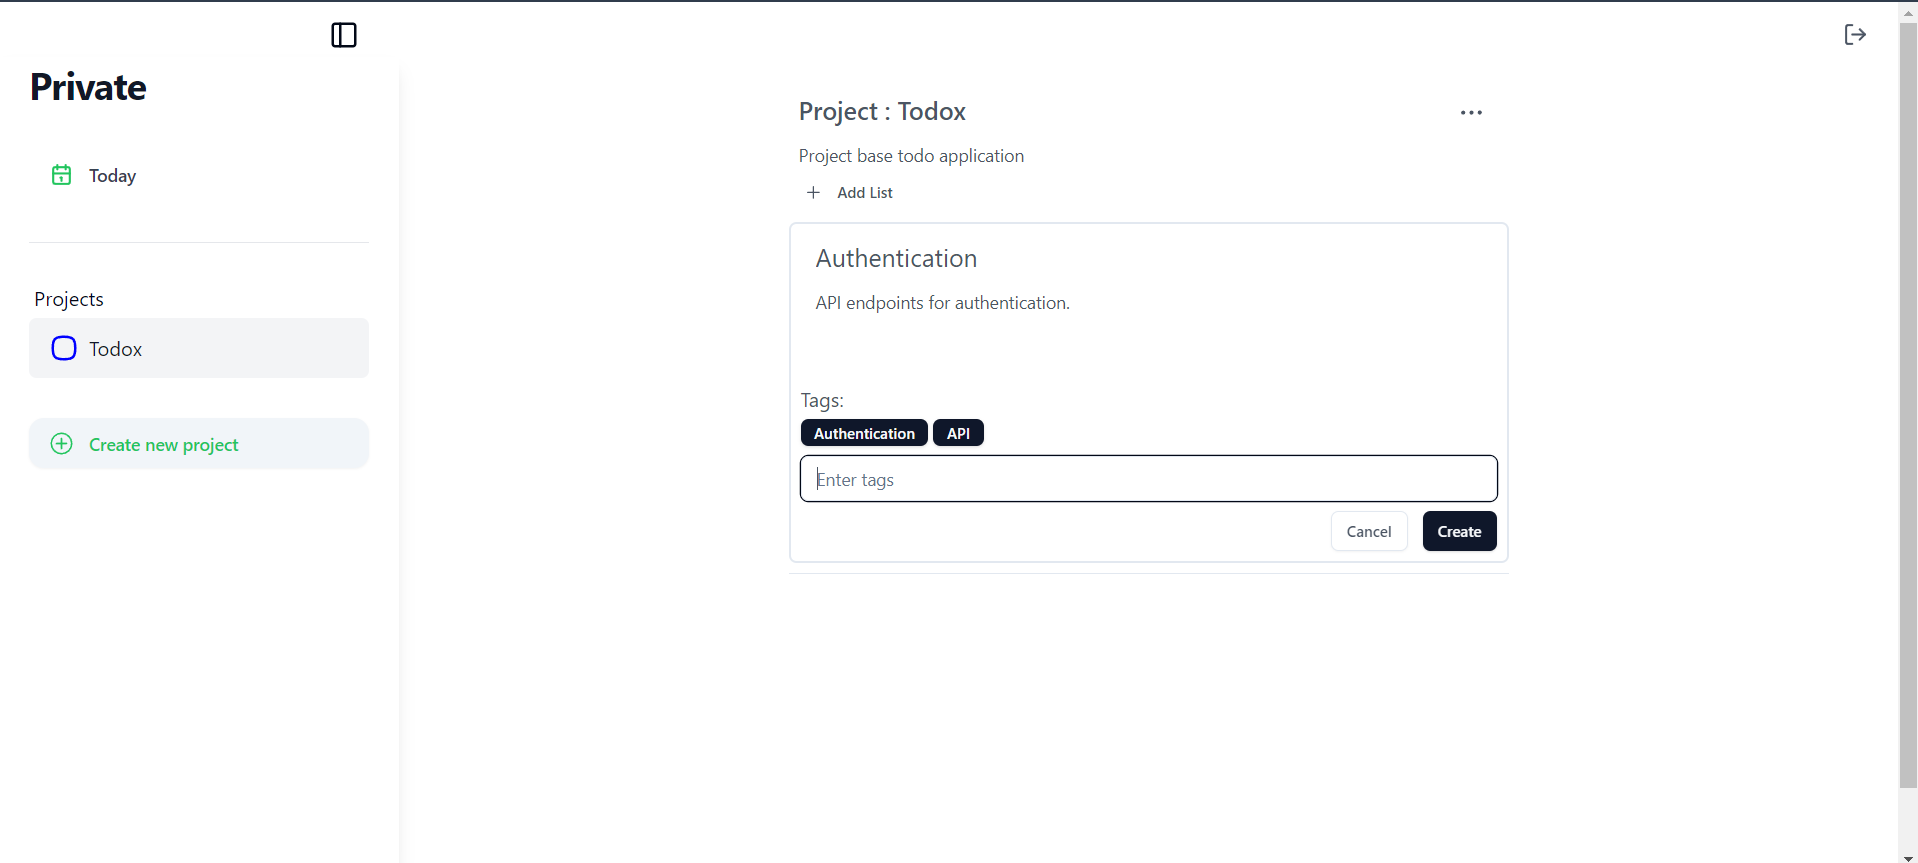 Private
Today
Projects
Todox
Create new project
Project : Todox
Project base todo application
Add List
Authentication
API endpoints for authentication.
Tags:
Authentication API
Enter tags
Cancel Create